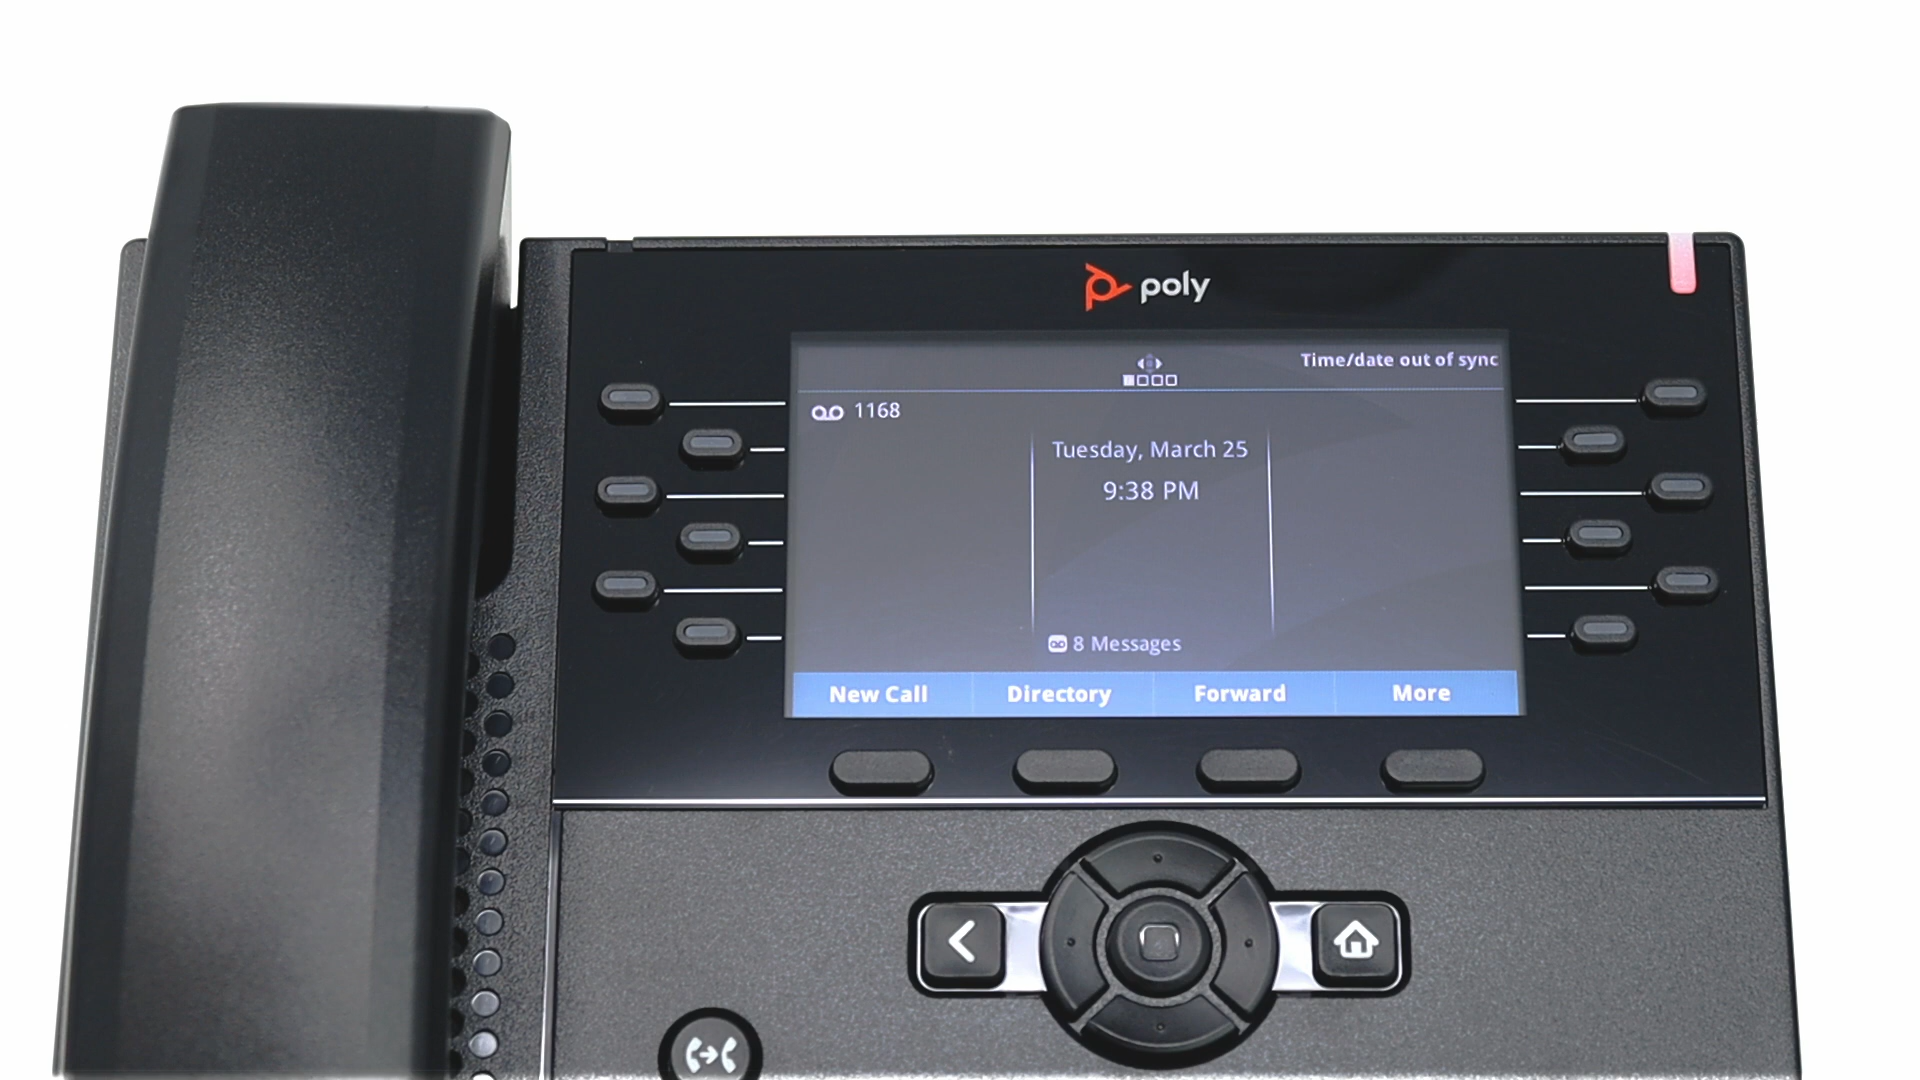 poly
Time/date out of sync
1168
Tuesday, March 25
9:38 PM
8 Messages
New Call Directory Forward More